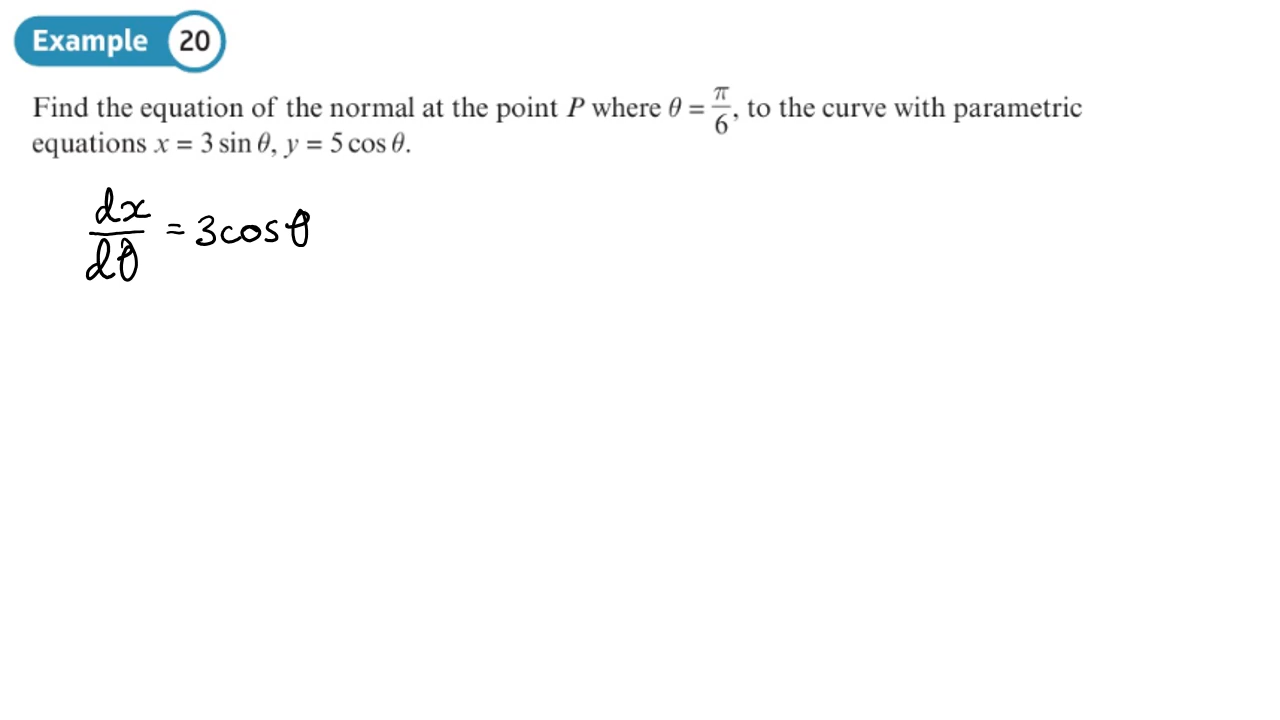 Example 20
Find the equation of the normal at the point P where θ = π/6, to the curve with parametric
equations x = 3 sin θ, y = 5 cos θ.
dx/dθ = 3cosθ